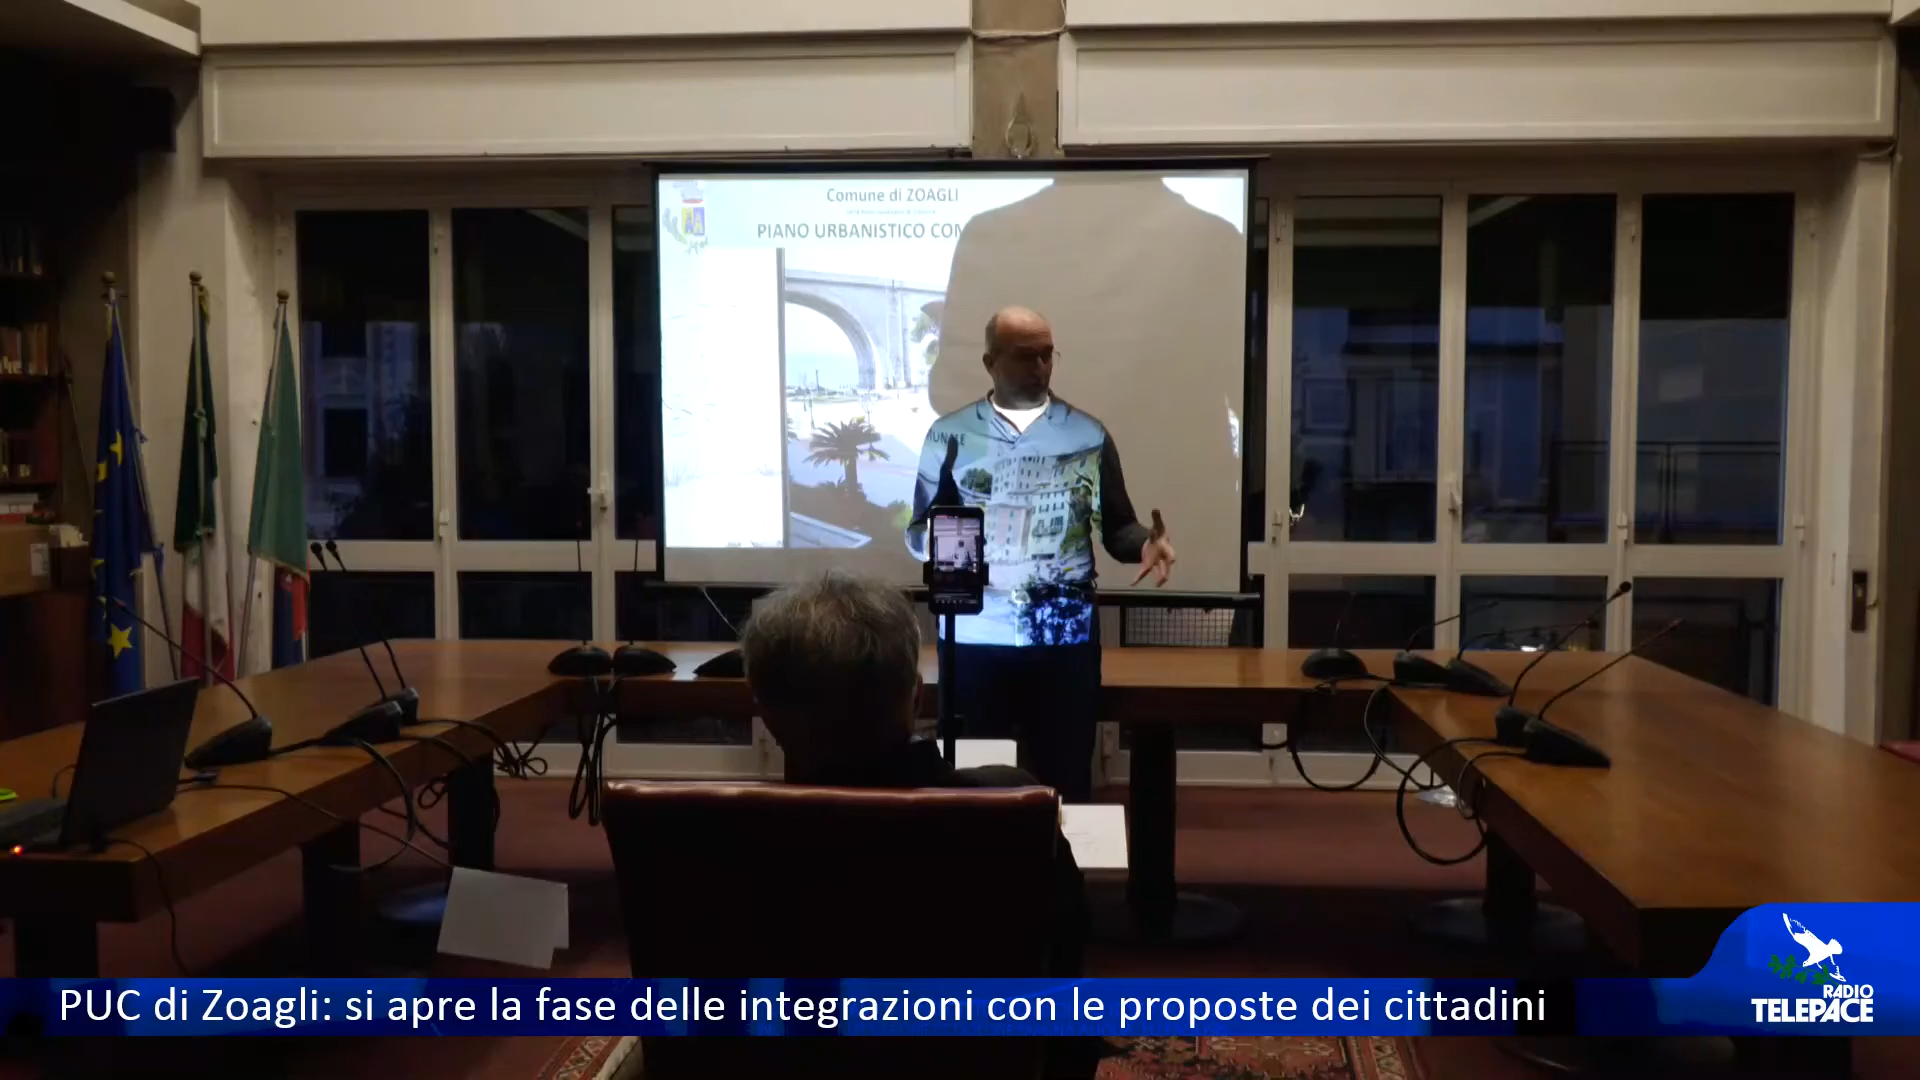 Comune di ZOAGLI
PIANO URBANISTICO COM
MUNALE
PUC di Zoagli: si apre la fase delle integrazioni con le proposte dei cittadini
RADIO
TELEPACE